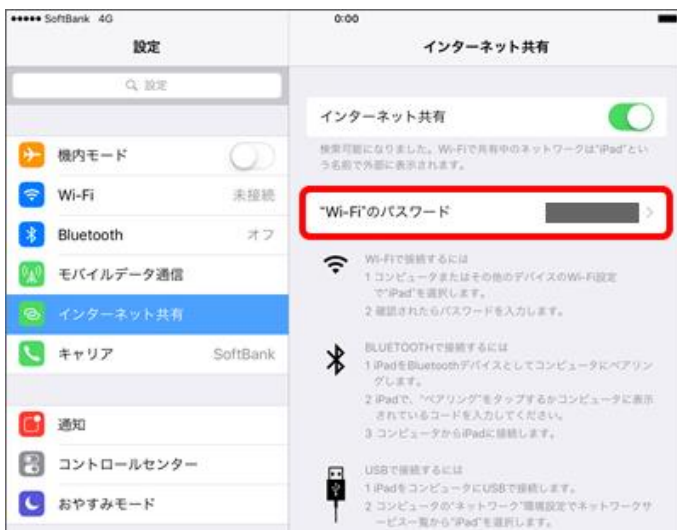 SoftBank 4G
0:00
設定
インターネット共有
設定
機内モード
Wi-Fi 未接続
Bluetooth オフ
モバイルデータ通信
インターネット共有
キャリア SoftBank
通知
コントロールセンター
おやすみモード
インターネット共有
検索可能になりました。Wi-Fiで共有中のネットワークは"iPad"とい
う名前で外部に表示されます。
"Wi-Fi"のパスワード
Wi-Fiで接続するには
1 コンピュータまたはその他のデバイスのWi-Fi設定
で"iPad"を選択します。
2 確認されたらパスワードを入力します。
BLUETOOTHで接続するには
1 iPadをBluetoothデバイスとしてコンピュータにペアリン
グします。
2 iPadで、"ペアリング"をタップするかコンピュータに表示
されているコードを入力してください。
3 コンピュータからiPadに接続します。
USBで接続するには
1 iPadをコンピュータにUSBで接続します。
2 コンピュータの"ネットワーク"環境設定でネットワークサ
ービス一覧から"iPad"を選択します。